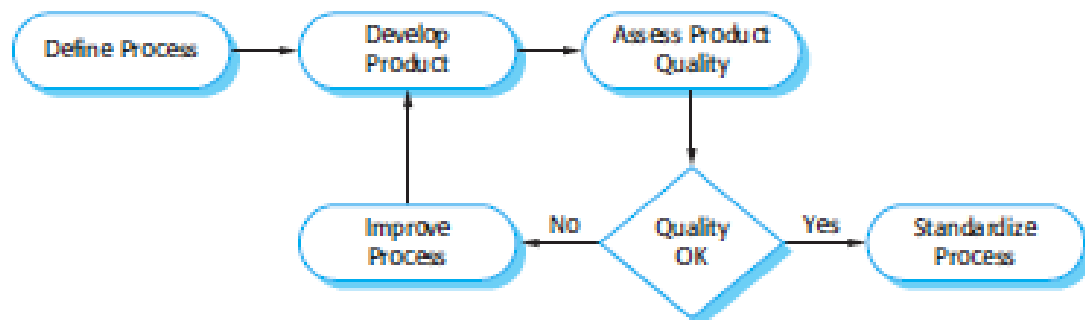 Define Process
Develop
Product
Assess Product
Quality
Improve
Process
No
Quality
OK
Yes
Standardize
Process